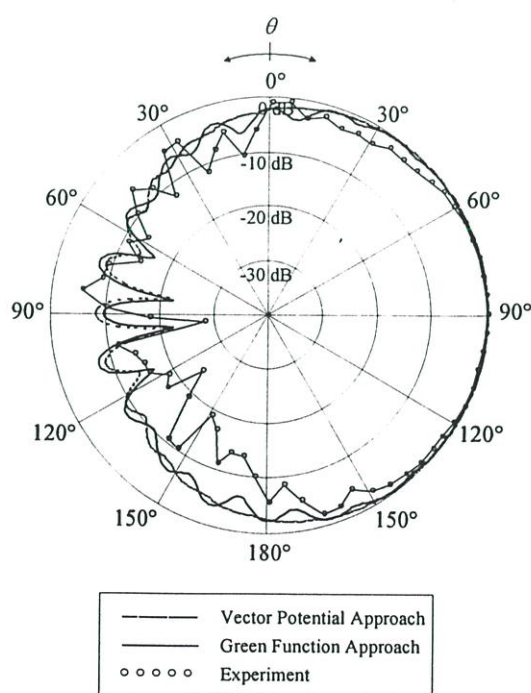 θ
0°
0 dB
30°
30°
-10 dB
60°
60°
-20 dB
-30 dB
90°
90°
120°
120°
150°
150°
180°
Vector Potential Approach
Green Function Approach
Experiment